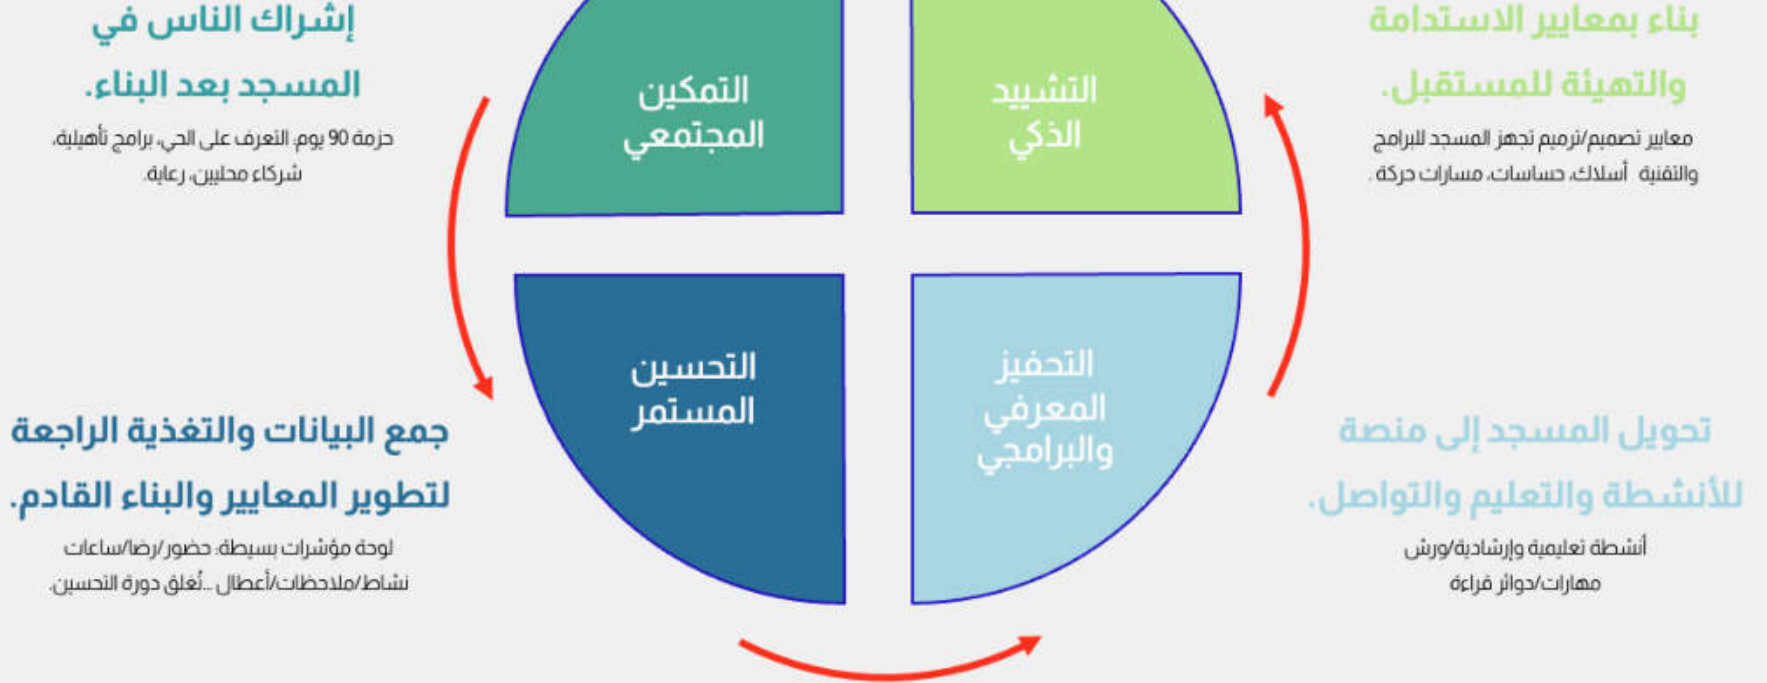 بناء بمعايير الاستدامة
والتهيئة للمستقبل.
معايير تصميم/ترميم تجهز المسجد للبرامج
والتقنية أسلاك، حساسات، مسارات حركة .
التشييد
الذكي
التمكين
المجتمعي
إشراك الناس في
المسجد بعد البناء.
حزمة 90 يوم، التعرف على الحي، برامج تأهيلية،
شركاء محليين، رعاية.
تحويل المسجد إلى منصة
للأنشطة والتعليم والتواصل.
أنشطة تعليمية وإرشادية/ورش
مهارات/دوائر قراءة
التحفيز
المعرفي
والبرامجي
التحسين
المستمر
جمع البيانات والتغذية الراجعة
لتطوير المعايير والبناء القادم.
لوحة مؤشرات بسيطة: حضور/رضا/ساعات
نشاط/ملاحظات/أعطال ...تُغلق دورة التحسين.